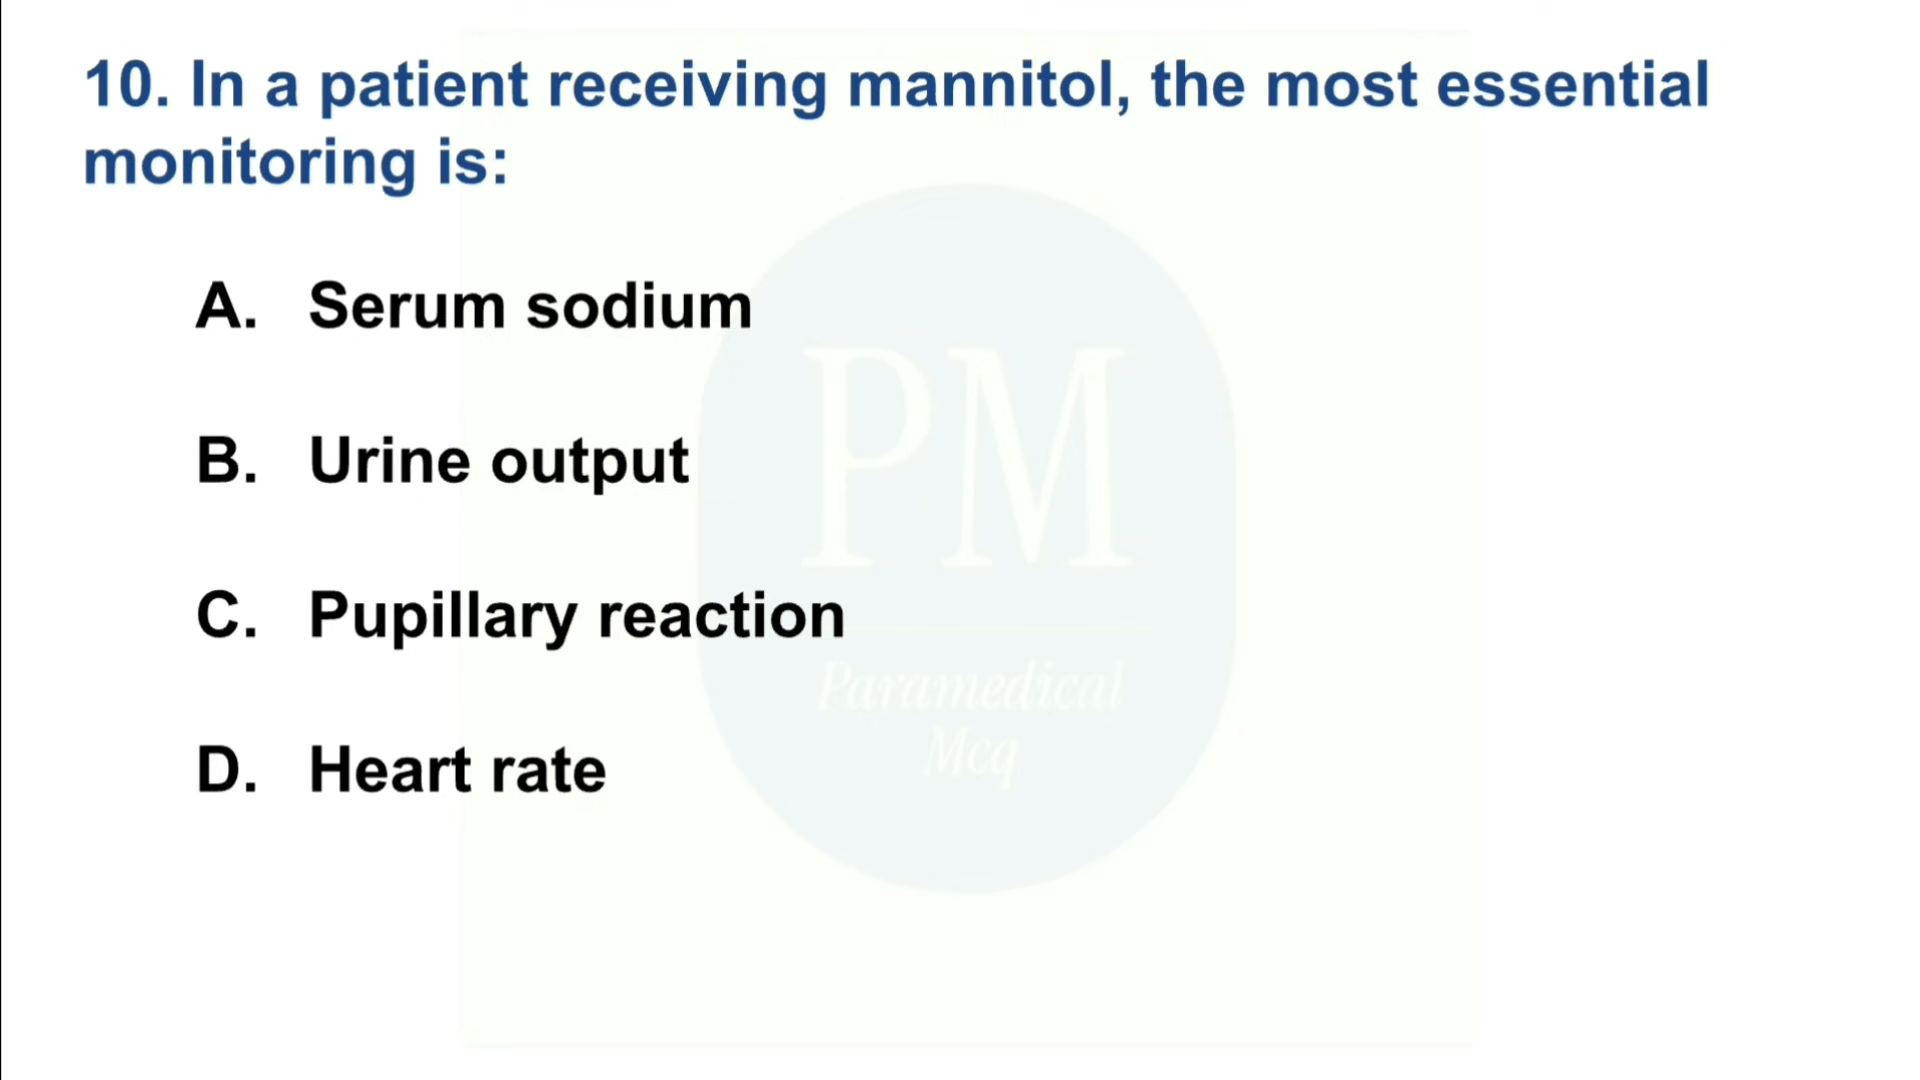 10. In a patient receiving mannitol, the most essential
monitoring is:
A. Serum sodium
B. Urine output
C. Pupillary reaction
D. Heart rate
PM
Paramedical
Mcq